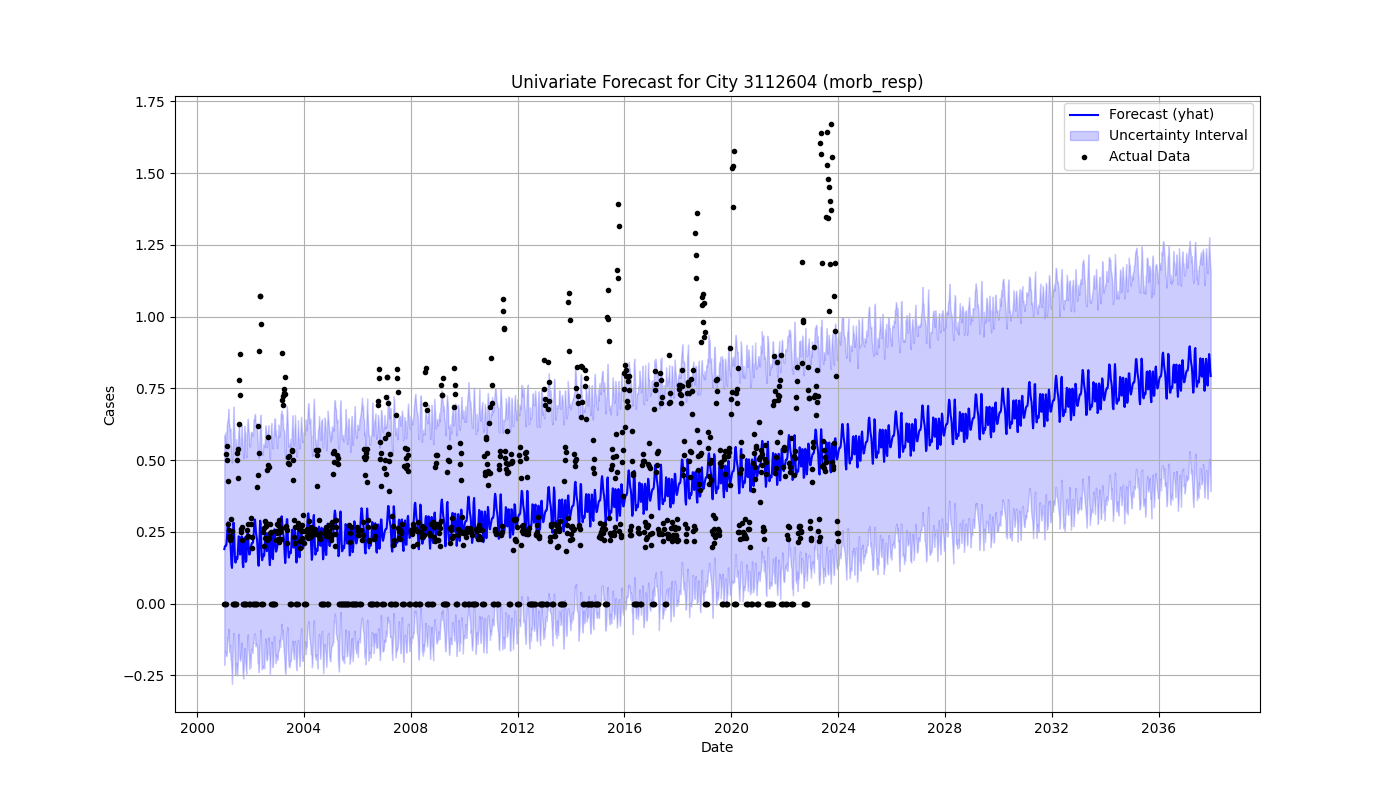 Univariate Forecast for City 3112604 (morb_resp)
Forecast (yhat)
Uncertainty Interval
Actual Data
Cases
1.75
1.50
1.25
1.00
0.75
0.50
0.25
0.00
−0.25
2000 2004 2008 2012 2016 2020 2024 2028 2032 2036
Date